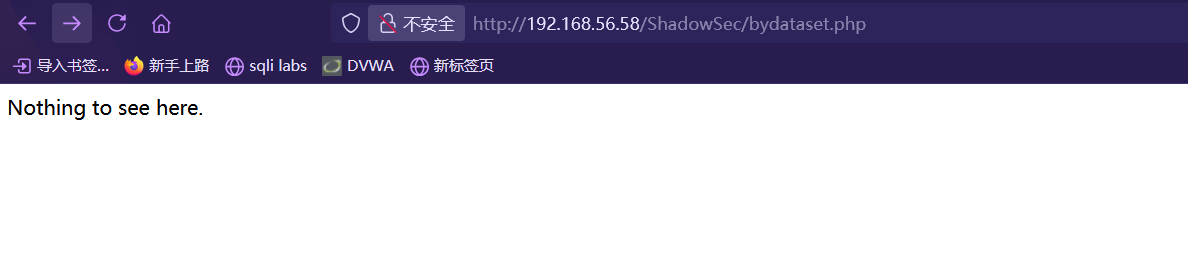 不安全 http://192.168.56.58/ShadowSec/bydataset.php
导入书签... 新手上路 sqli labs DVWA 新标签页
Nothing to see here.